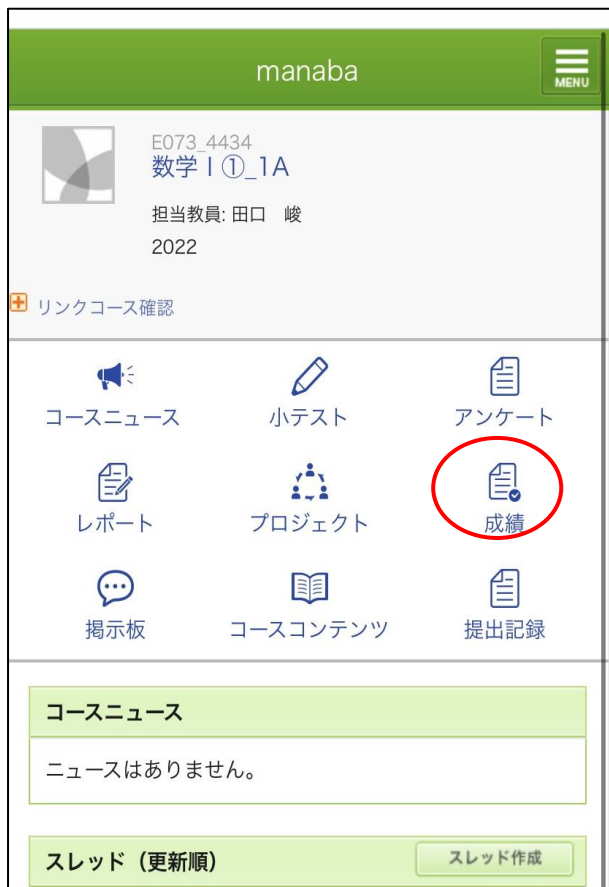 manaba
MENU
E073_4434
数学Ⅰ①_1A
担当教員: 田口　峻
2022
リンクコース確認
コースニュース
小テスト
アンケート
レポート
プロジェクト
成績
掲示板
コースコンテンツ
提出記録
コースニュース
ニュースはありません。
スレッド（更新順）
スレッド作成